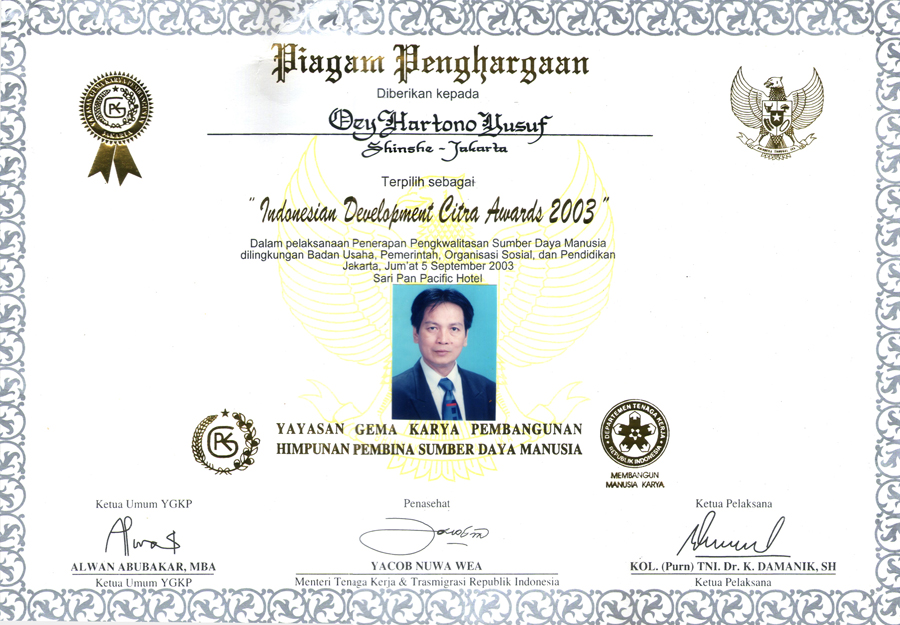 Piagam Penghargaan
Diberikan kepada
Oey Hartono Yusuf
Shinshe - Jakarta
Terpilih sebagai
" Indonesian Development Citra Awards 2003 "
Dalam pelaksanaan Penerapan Pengkwalitasan Sumber Daya Manusia
dilingkungan Badan Usaha, Pemerintah, Organisasi Sosial, dan Pendidikan
Jakarta, Jum'at 5 September 2003
Sari Pan Pacific Hotel
YAYASAN GEMA KARYA PEMBANGUNAN
HIMPUNAN PEMBINA SUMBER DAYA MANUSIA
DEPARTEMEN TENAGA KERJA
REPUBLIK INDONESIA
MEMBANGUN
MANUSIA KARYA
Ketua Umum YGKP
ALWAN ABUBAKAR, MBA
Ketua Umum YGKP
Penasehat
YACOB NUWA WEA
Menteri Tenaga Kerja & Trasmigrasi Republik Indonesia
Ketua Pelaksana
KOL. (Purn) TNI. Dr. K. DAMANIK, SH
Ketua Pelaksana